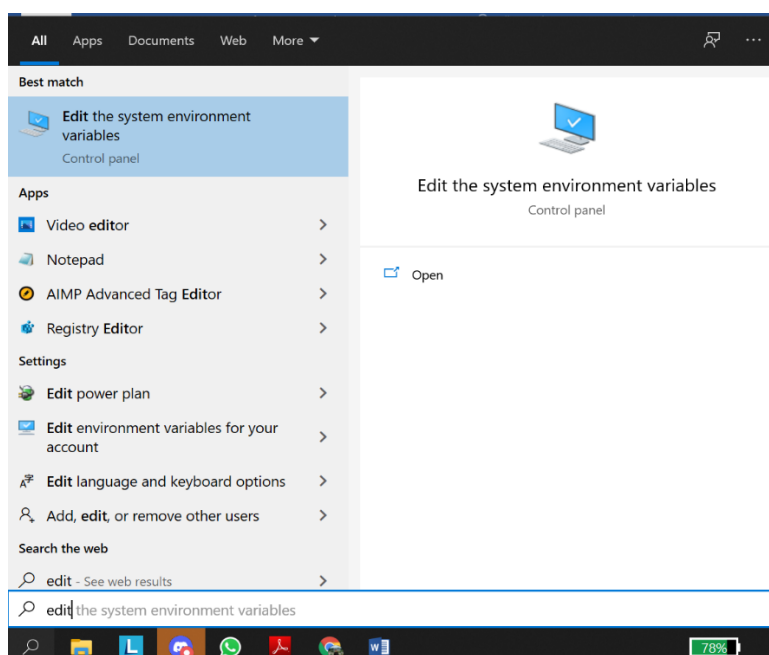 All Apps Documents Web More
Best match
Edit the system environment
variables
Control panel
Apps
Video editor
Notepad
AIMP Advanced Tag Editor
Registry Editor
Settings
Edit power plan
Edit environment variables for your
account
Edit language and keyboard options
Add, edit, or remove other users
Search the web
edit - See web results
edit the system environment variables
Edit the system environment variables
Control panel
Open
L
W
78%